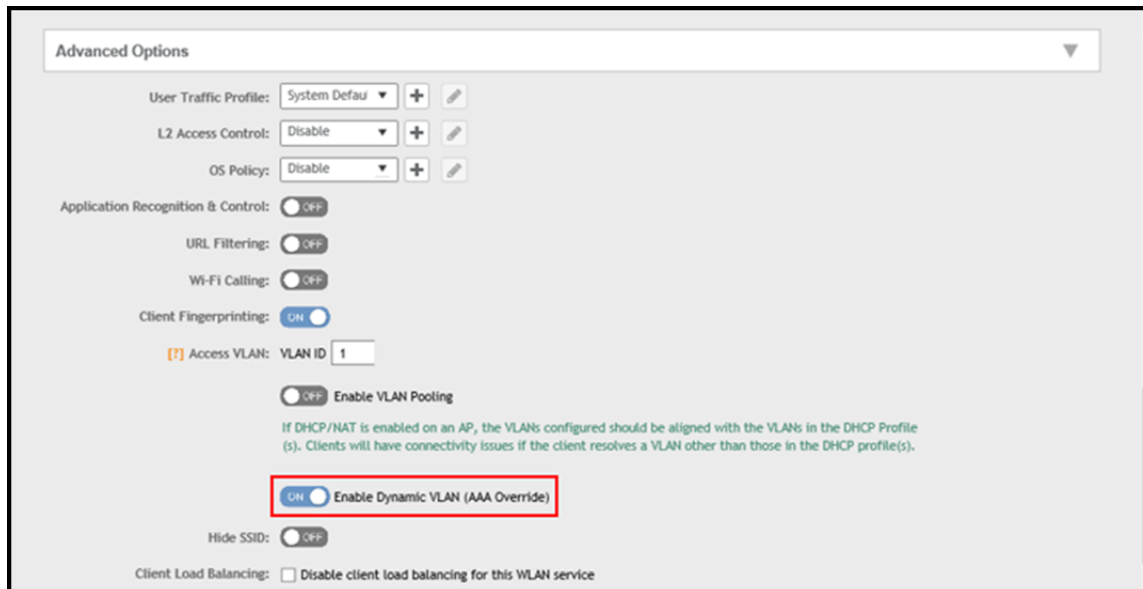 Advanced Options
User Traffic Profile: System Defau
L2 Access Control: Disable
OS Policy: Disable
Application Recognition & Control: OFF
URL Filtering: OFF
Wi-Fi Calling: OFF
Client Fingerprinting: ON
[?] Access VLAN: VLAN ID 1
OFF Enable VLAN Pooling
If DHCP/NAT is enabled on an AP, the VLANs configured should be aligned with the VLANs in the DHCP Profile
(s). Clients will have connectivity issues if the client resolves a VLAN other than those in the DHCP profile(s).
ON Enable Dynamic VLAN (AAA Override)
Hide SSID: OFF
Client Load Balancing: Disable client load balancing for this WLAN service